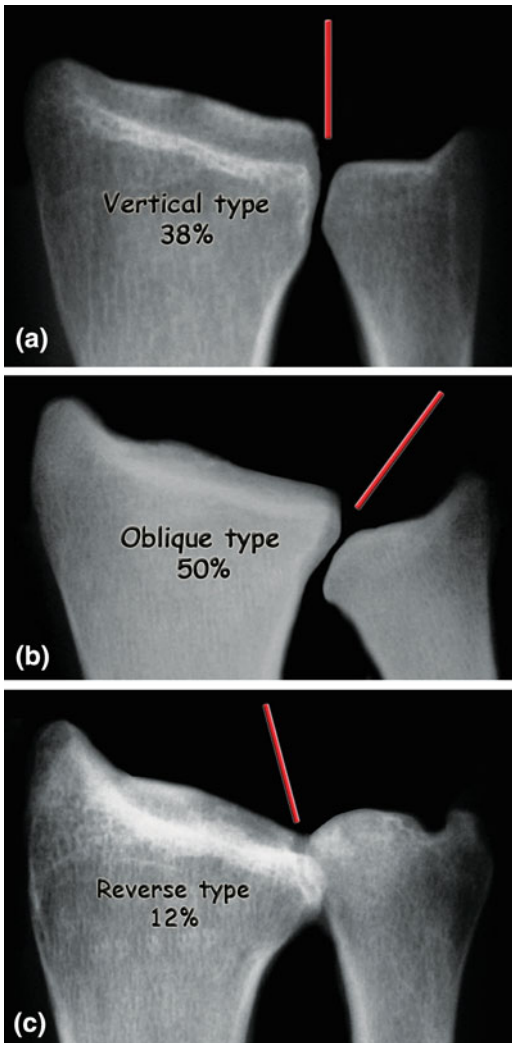 Vertical type
38%
(a)
Oblique type
50%
(b)
Reverse type
12%
(c)